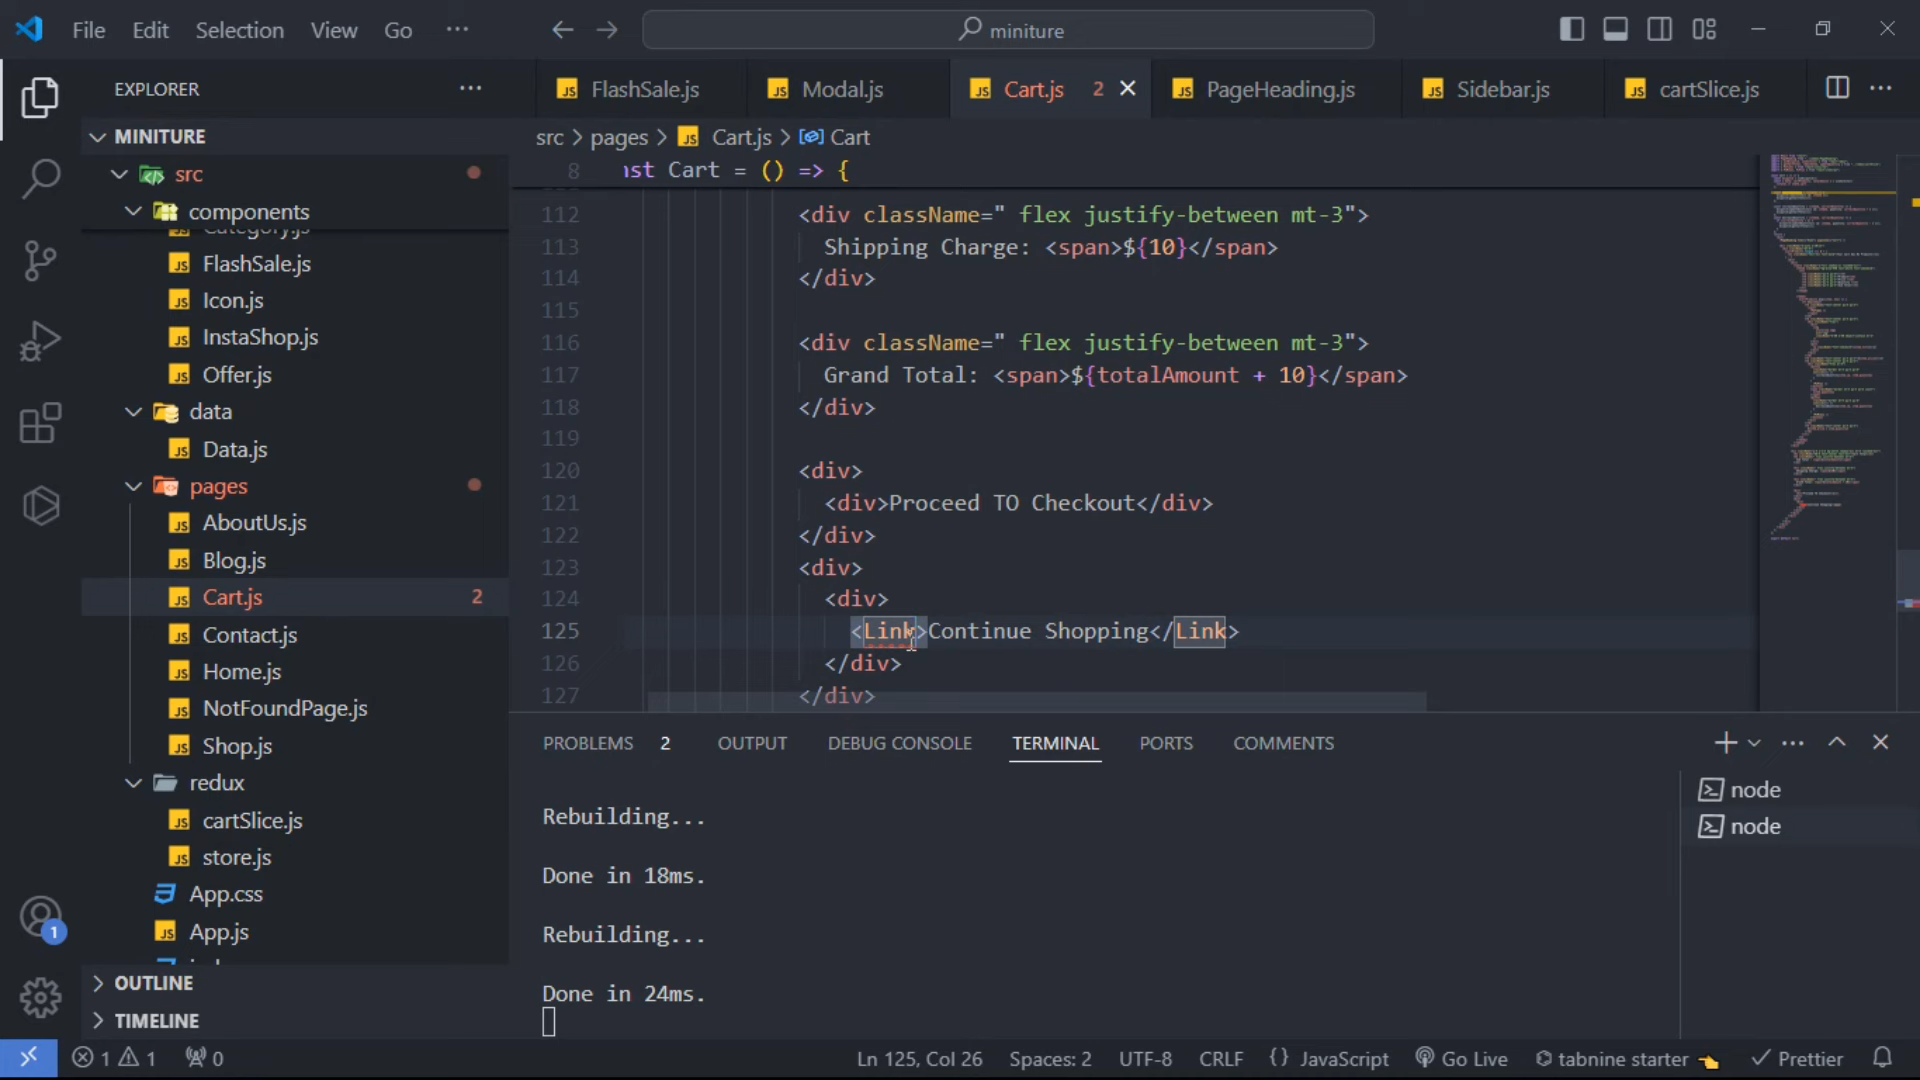 File Edit Selection View Go ···
miniture
EXPLORER ···
FlashSale.js Modal.js Cart.js 2 PageHeading.js Sidebar.js cartSlice.js ···
MINITURE
src > pages > Cart.js > Cart
src
components
Category.js
FlashSale.js
Icon.js
InstaShop.js
Offer.js
data
Data.js
pages
AboutUs.js
Blog.js
Cart.js 2
Contact.js
Home.js
NotFoundPage.js
Shop.js
redux
cartSlice.js
store.js
App.css
App.js
OUTLINE
TIMELINE
8 nst Cart = () => {
112 <div className=" flex justify-between mt-3">
113 Shipping Charge: <span>${10}</span>
114 </div>
115
116 <div className=" flex justify-between mt-3">
117 Grand Total: <span>${totalAmount + 10}</span>
118 </div>
119
120 <div>
121 <div>Proceed TO Checkout</div>
122 </div>
123 <div>
124 <div>
125 <Link>Continue Shopping</Link>
126 </div>
127 </div>
PROBLEMS 2 OUTPUT DEBUG CONSOLE TERMINAL PORTS COMMENTS
Rebuilding...
Done in 18ms.
Rebuilding...
Done in 24ms.
node
node
1
1 1 0 Ln 125, Col 26 Spaces: 2 UTF-8 CRLF {} JavaScript Go Live tabnine starter Prettier